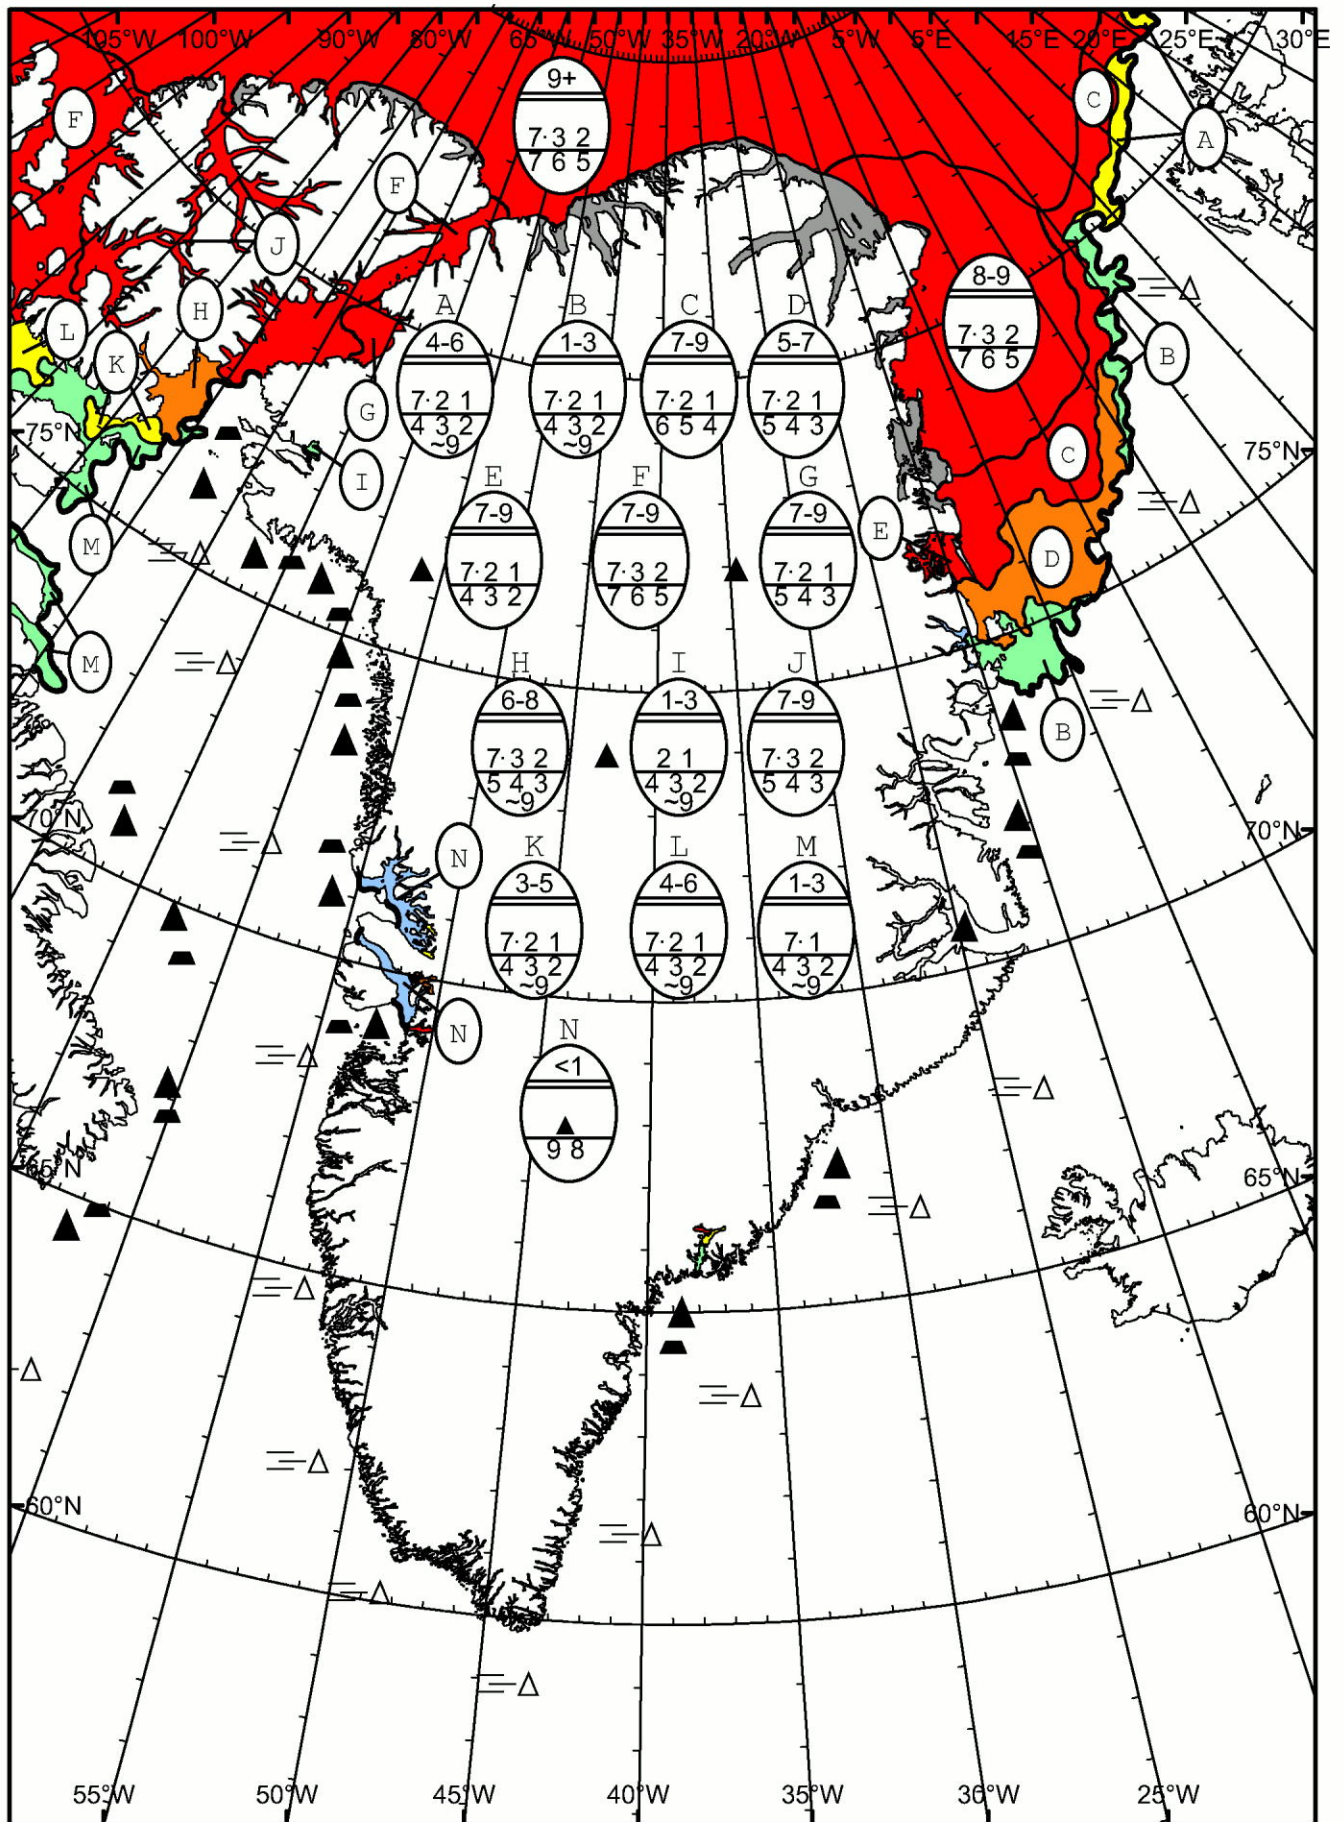 105°W 100°W 90°W 80°W 65°W 50°W 35°W 20°W 5°W 5°E 15°E 20°E 25°E 30°E
9+
7· 3 2
7 6 5
F
C
A
F
J
H
8-9
7· 3 2
7 6 5
L
K
B
A B C D
4-6 1-3 7-9 5-7
7· 2 1 7· 2 1 7· 2 1 7· 2 1
4 3 2 4 3 2 6 5 4 5 4 3
~9 ~9
G
75°N
75°N
C
I
E F G
7-9 7-9 7-9
7· 2 1 7· 3 2 7· 2 1
4 3 2 7 6 5 5 4 3
E
M
D
M
H I J
6-8 1-3 7-9
7· 3 2 2 1 7· 3 2
5 4 3 4 3 2 5 4 3
~9 ~9
B
70°N
70°N
N
K L M
3-5 4-6 1-3
7· 2 1 7· 2 1 7· 1
4 3 2 4 3 2 4 3 2
~9 ~9 ~9
N
N
<1
9 8
65°N
65°N
60°N
60°N
55°W 50°W 45°W 40°W 35°W 30°W 25°W